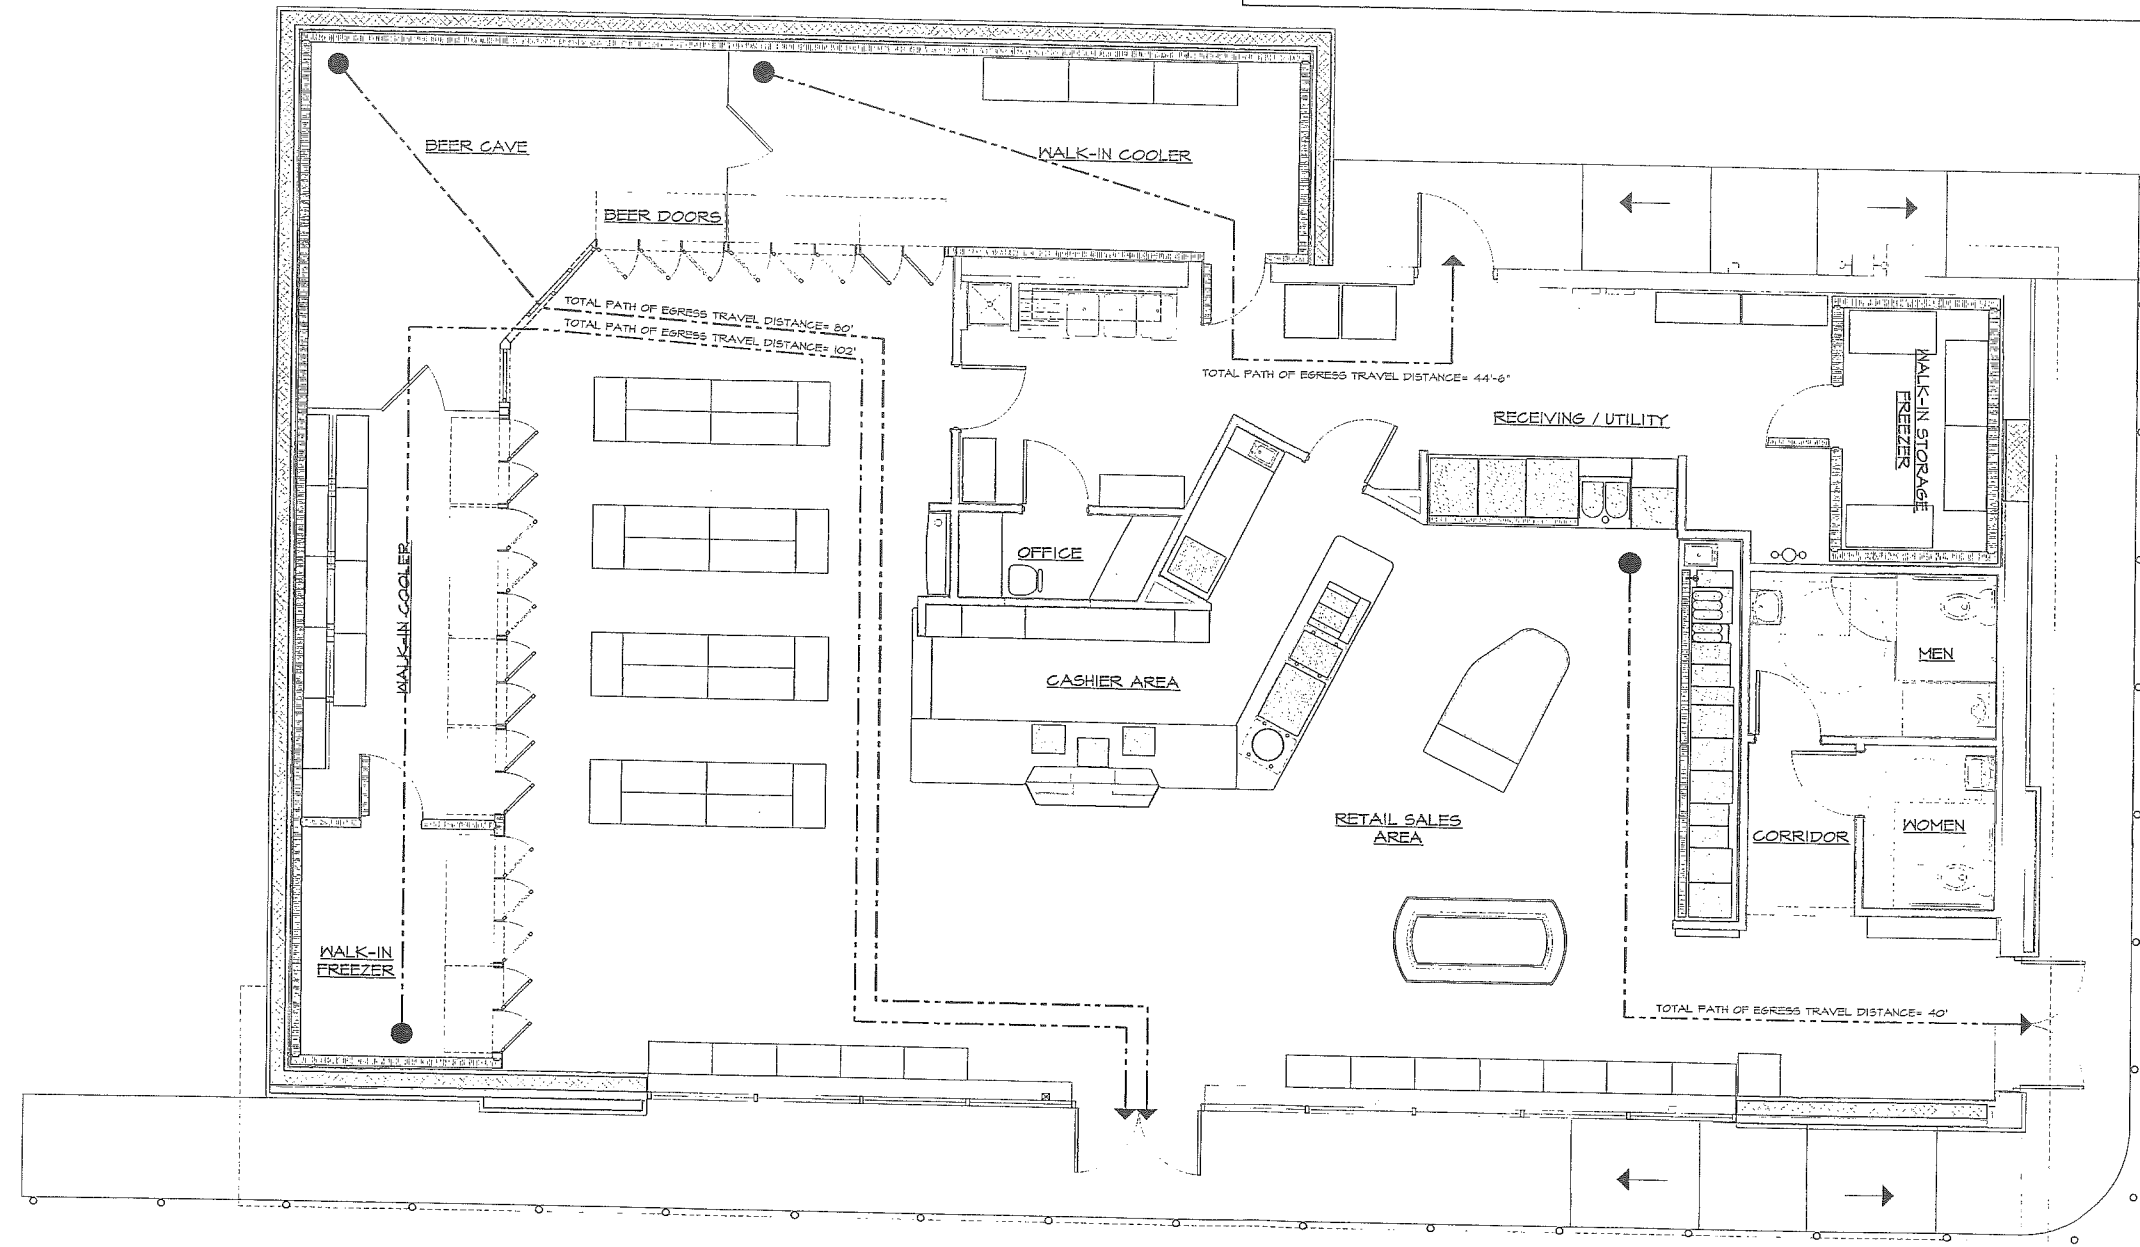 BEER CAVE
WALK-IN COOLER
BEER DOORS
TOTAL PATH OF EGRESS TRAVEL DISTANCE= 80'
TOTAL PATH OF EGRESS TRAVEL DISTANCE= 102'
TOTAL PATH OF EGRESS TRAVEL DISTANCE= 44'-6"
RECEIVING / UTILITY
WALK-IN STORAGE
FREEZER
OFFICE
WALK-IN COOLER
CASHIER AREA
MEN
RETAIL SALES
AREA
WOMEN
CORRIDOR
WALK-IN
FREEZER
TOTAL PATH OF EGRESS TRAVEL DISTANCE= 40'